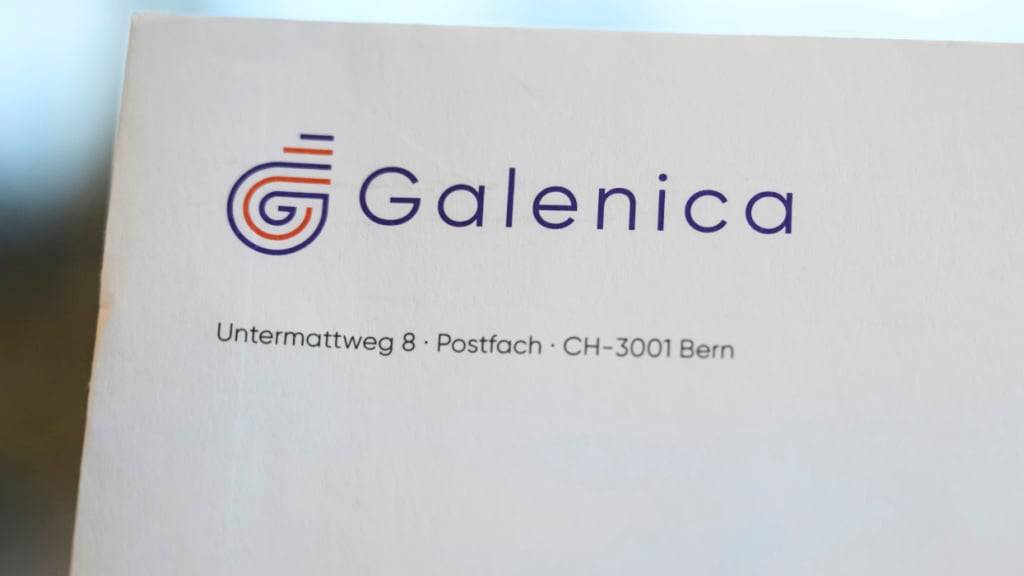 Galenica
Untermattweg 8 · Postfach · CH-3001 Bern